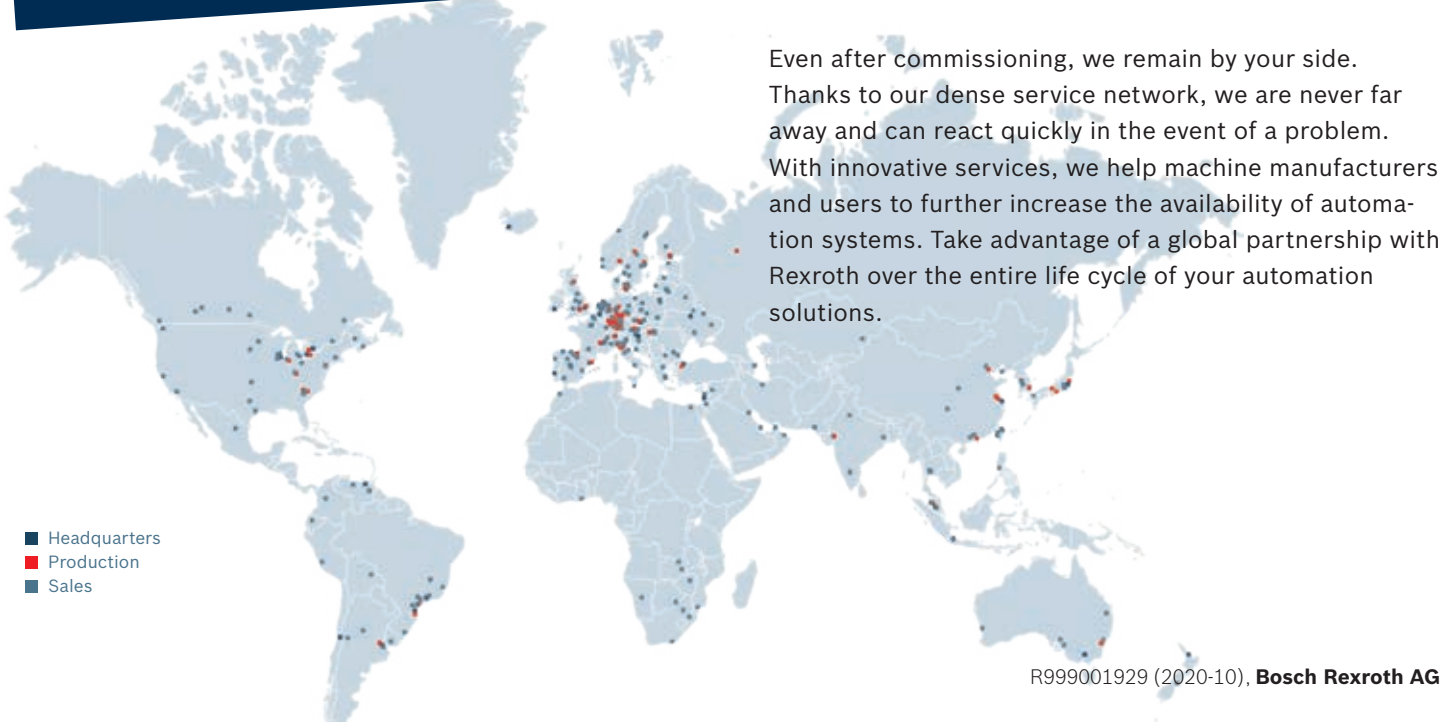 Even after commissioning, we remain by your side.
Thanks to our dense service network, we are never far
away and can react quickly in the event of a problem.
With innovative services, we help machine manufacturers
and users to further increase the availability of automa-
tion systems. Take advantage of a global partnership with
Rexroth over the entire life cycle of your automation
solutions.
Headquarters
Production
Sales
R999001929 (2020-10), Bosch Rexroth AG